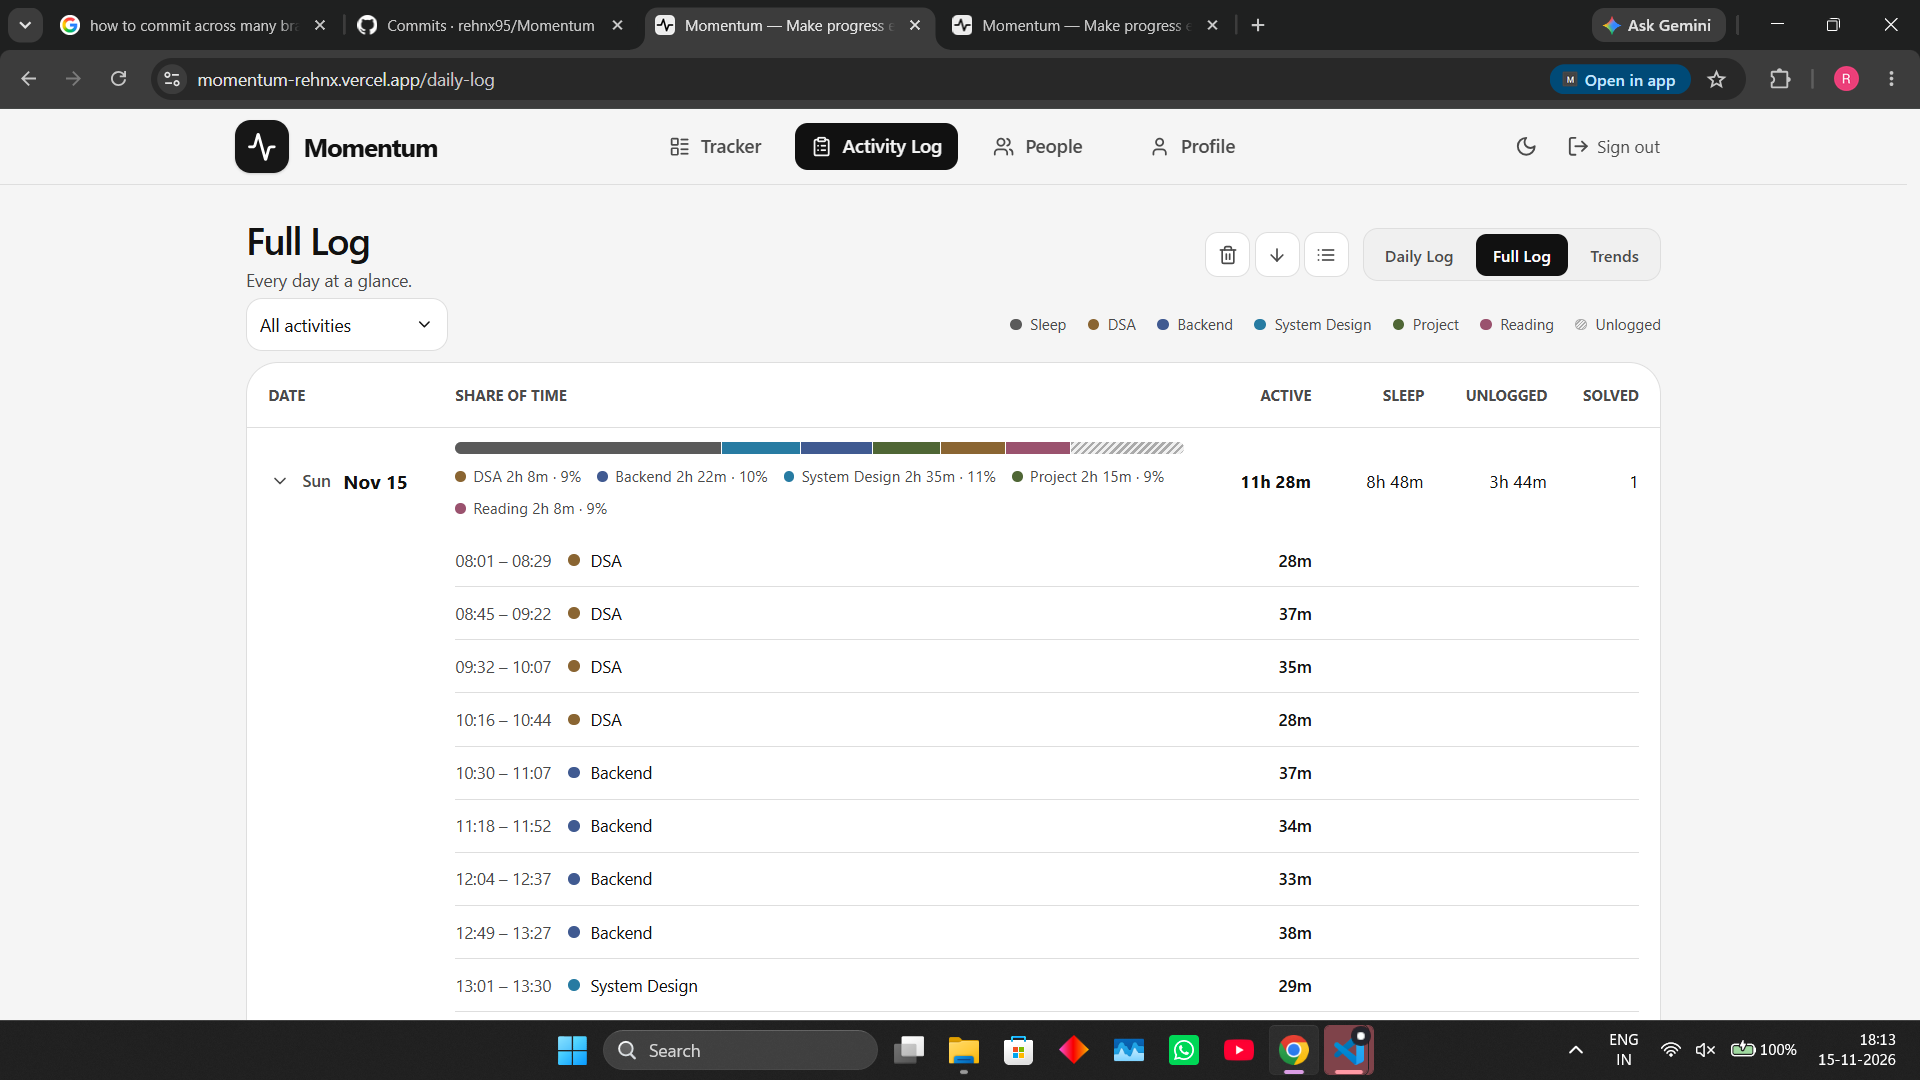 how to commit across many bra
Commits · rehnx95/Momentum
Momentum — Make progress e
Momentum — Make progress e
Ask Gemini
momentum-rehnx.vercel.app/daily-log
M Open in app
R
Momentum
Tracker
Activity Log
People
Profile
Sign out
Full Log
Every day at a glance.
Daily Log
Full Log
Trends
All activities
Sleep
DSA
Backend
System Design
Project
Reading
Unlogged
DATE SHARE OF TIME ACTIVE SLEEP UNLOGGED SOLVED
Sun Nov 15
DSA 2h 8m · 9% Backend 2h 22m · 10% System Design 2h 35m · 11% Project 2h 15m · 9%
Reading 2h 8m · 9%
11h 28m 8h 48m 3h 44m 1
08:01 – 08:29 DSA 28m
08:45 – 09:22 DSA 37m
09:32 – 10:07 DSA 35m
10:16 – 10:44 DSA 28m
10:30 – 11:07 Backend 37m
11:18 – 11:52 Backend 34m
12:04 – 12:37 Backend 33m
12:49 – 13:27 Backend 38m
13:01 – 13:30 System Design 29m
Search
ENG
IN
100%
18:13
15-11-2026